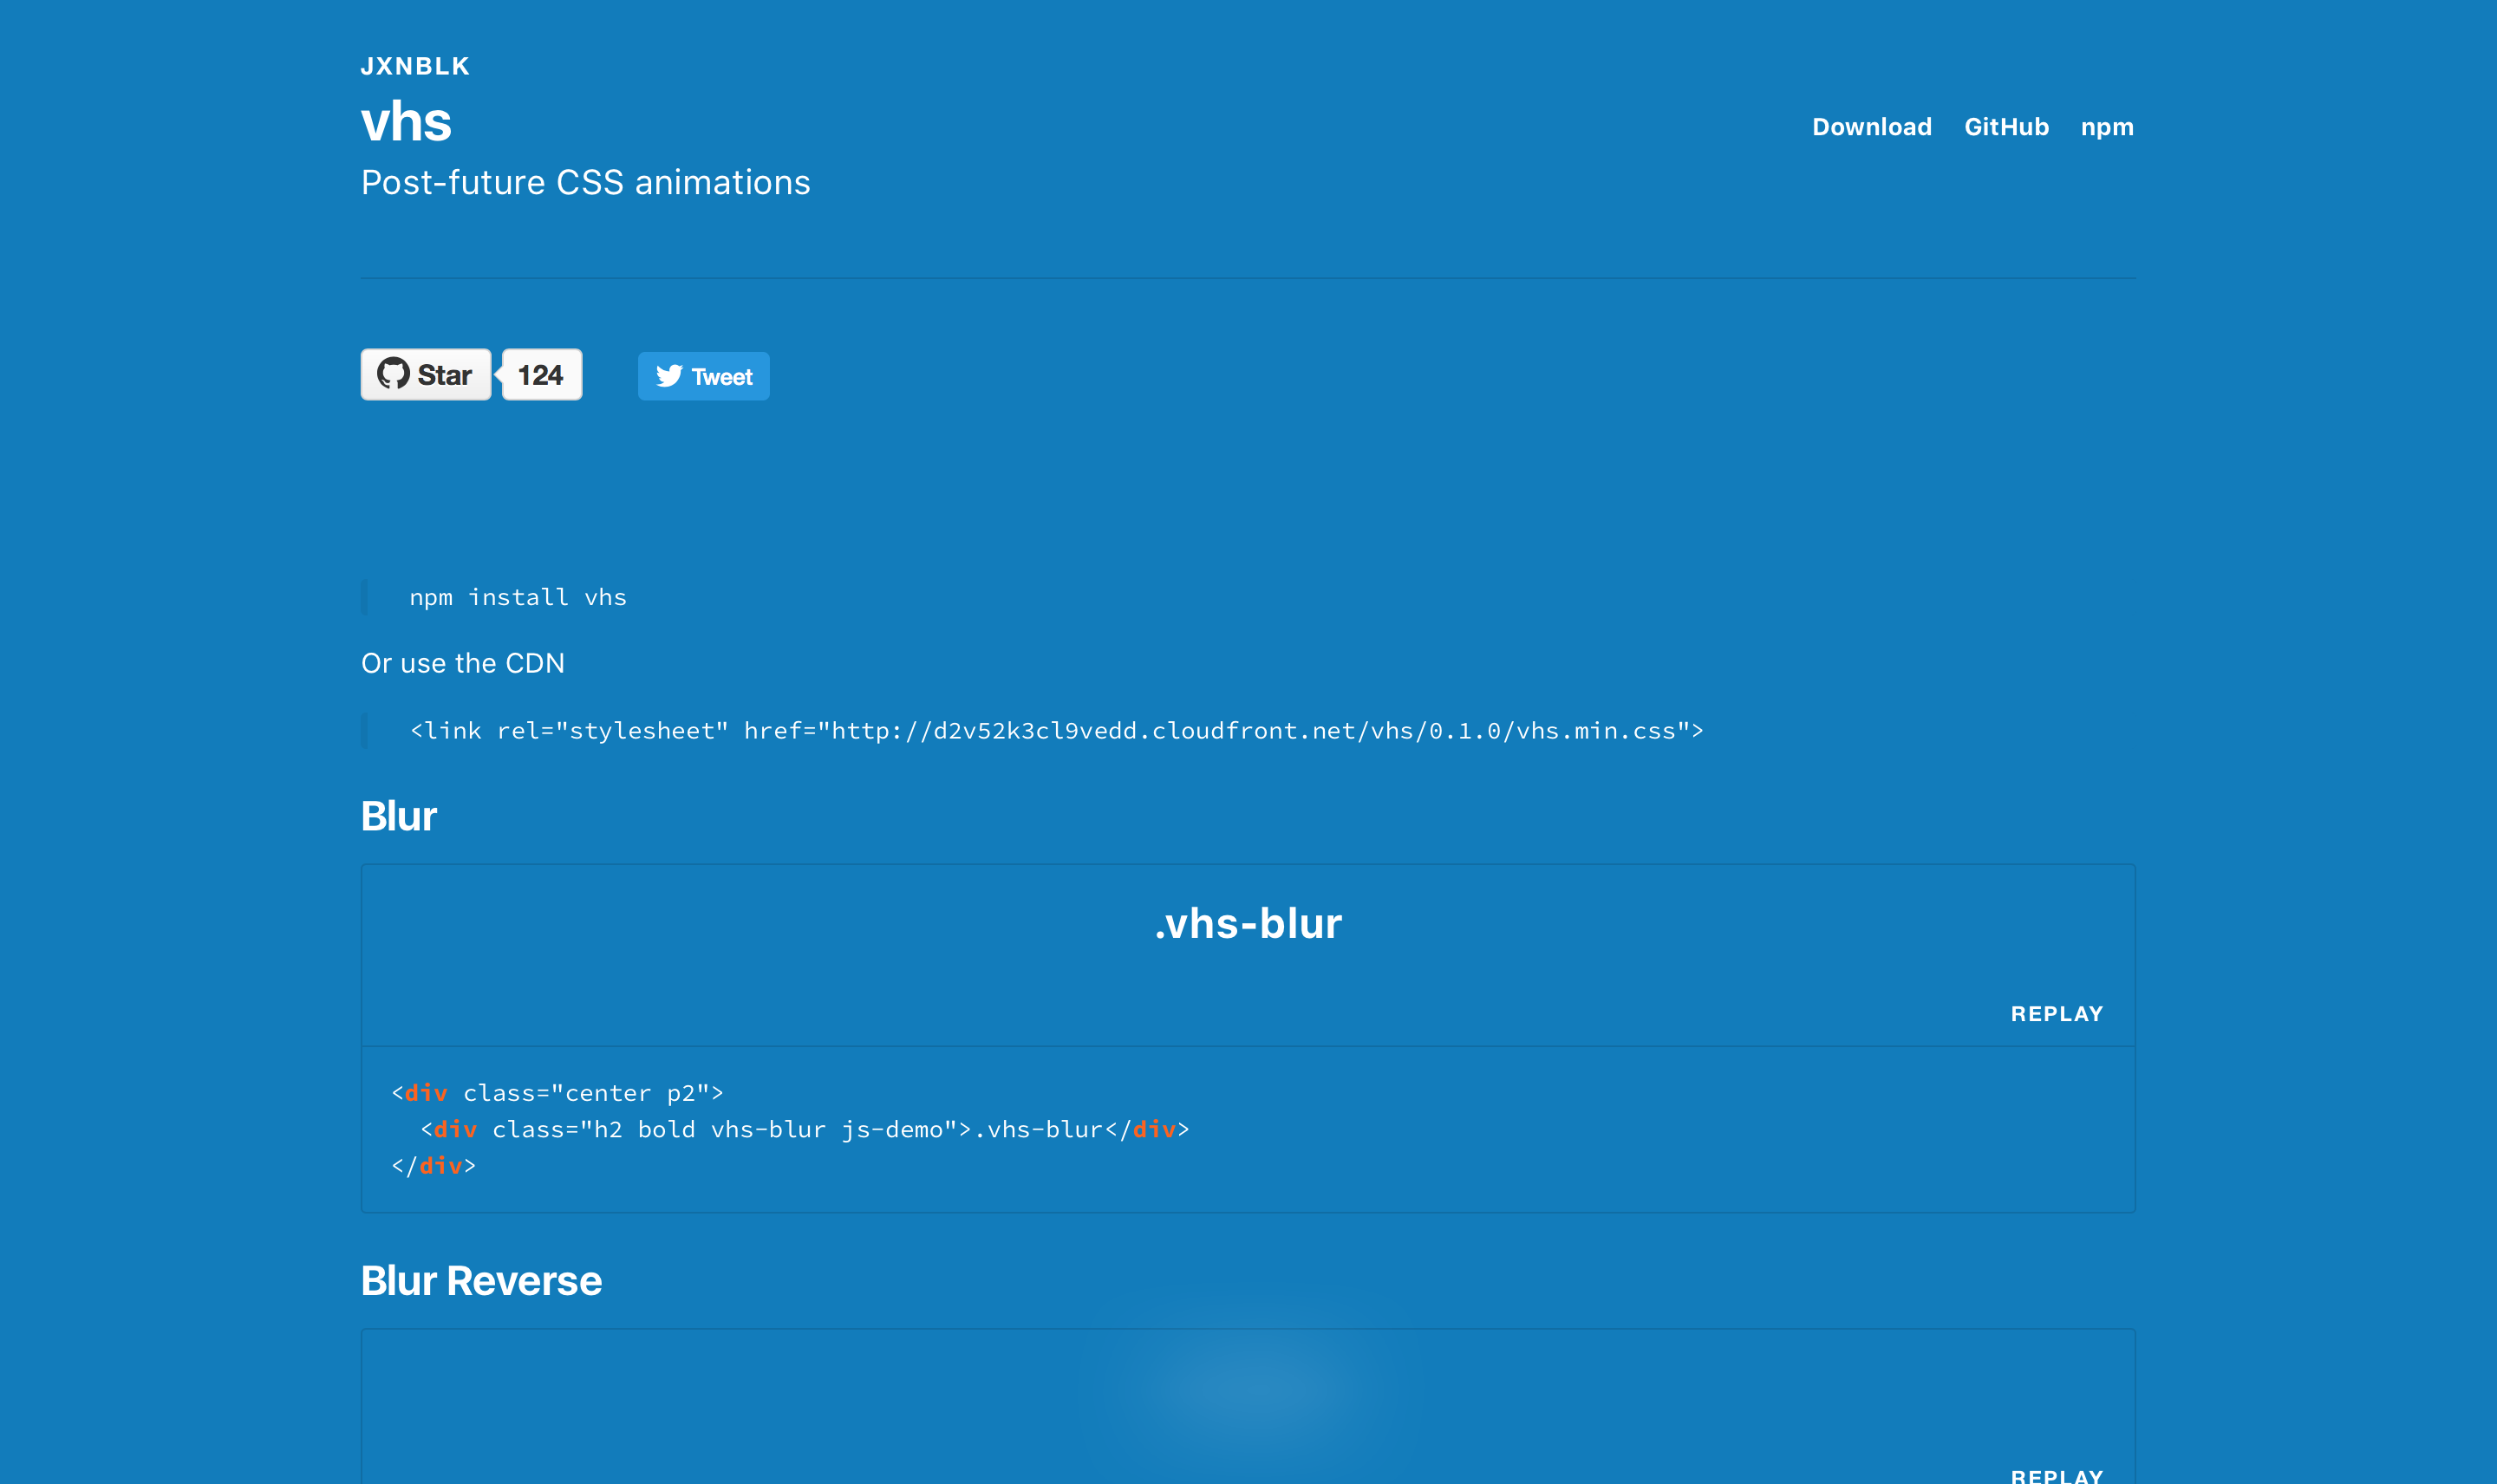 JXNBLK
vhs
Post-future CSS animations
Download GitHub npm
Star 124 Tweet
npm install vhs
Or use the CDN
<link rel="stylesheet" href="http://d2v52k3cl9vedd.cloudfront.net/vhs/0.1.0/vhs.min.css">
Blur
.vhs-blur
REPLAY
<div class="center p2">
  <div class="h2 bold vhs-blur js-demo">.vhs-blur</div>
</div>
Blur Reverse
REPLAY